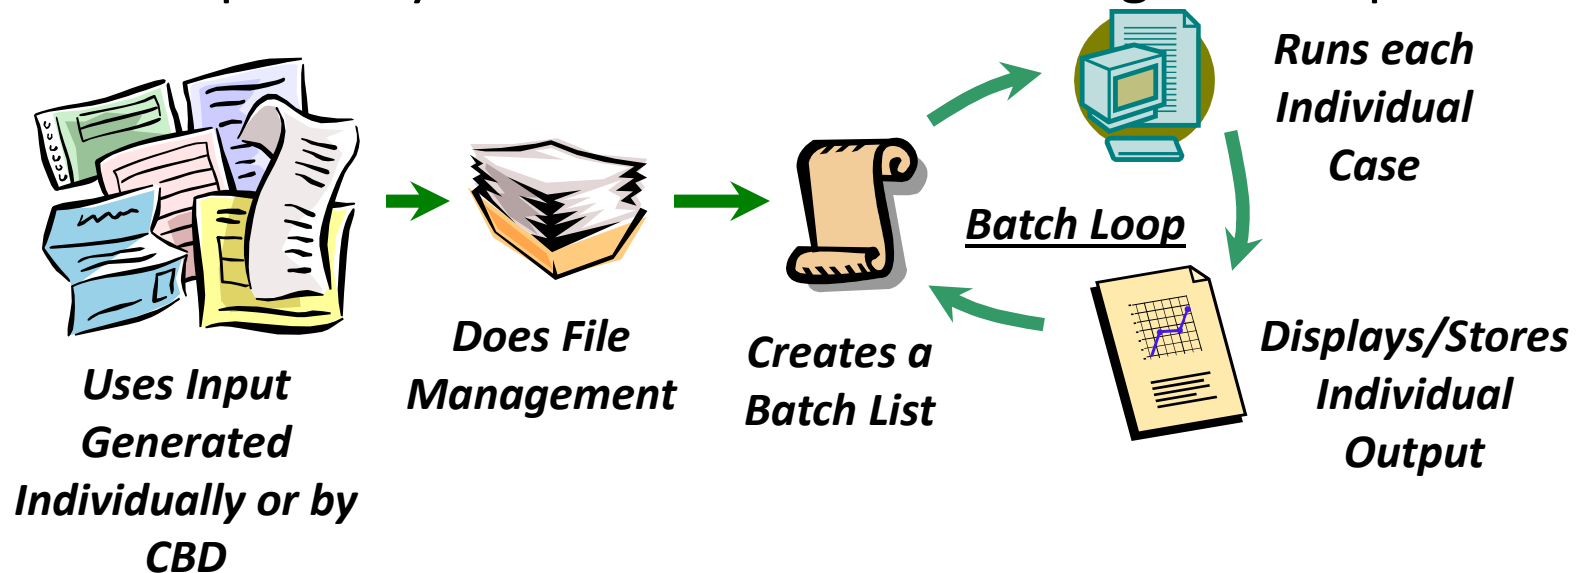 Uses Input
Generated
Individually or by
CBD
Does File
Management
Creates a
Batch List
Batch Loop
Runs each
Individual
Case
Displays/Stores
Individual
Output